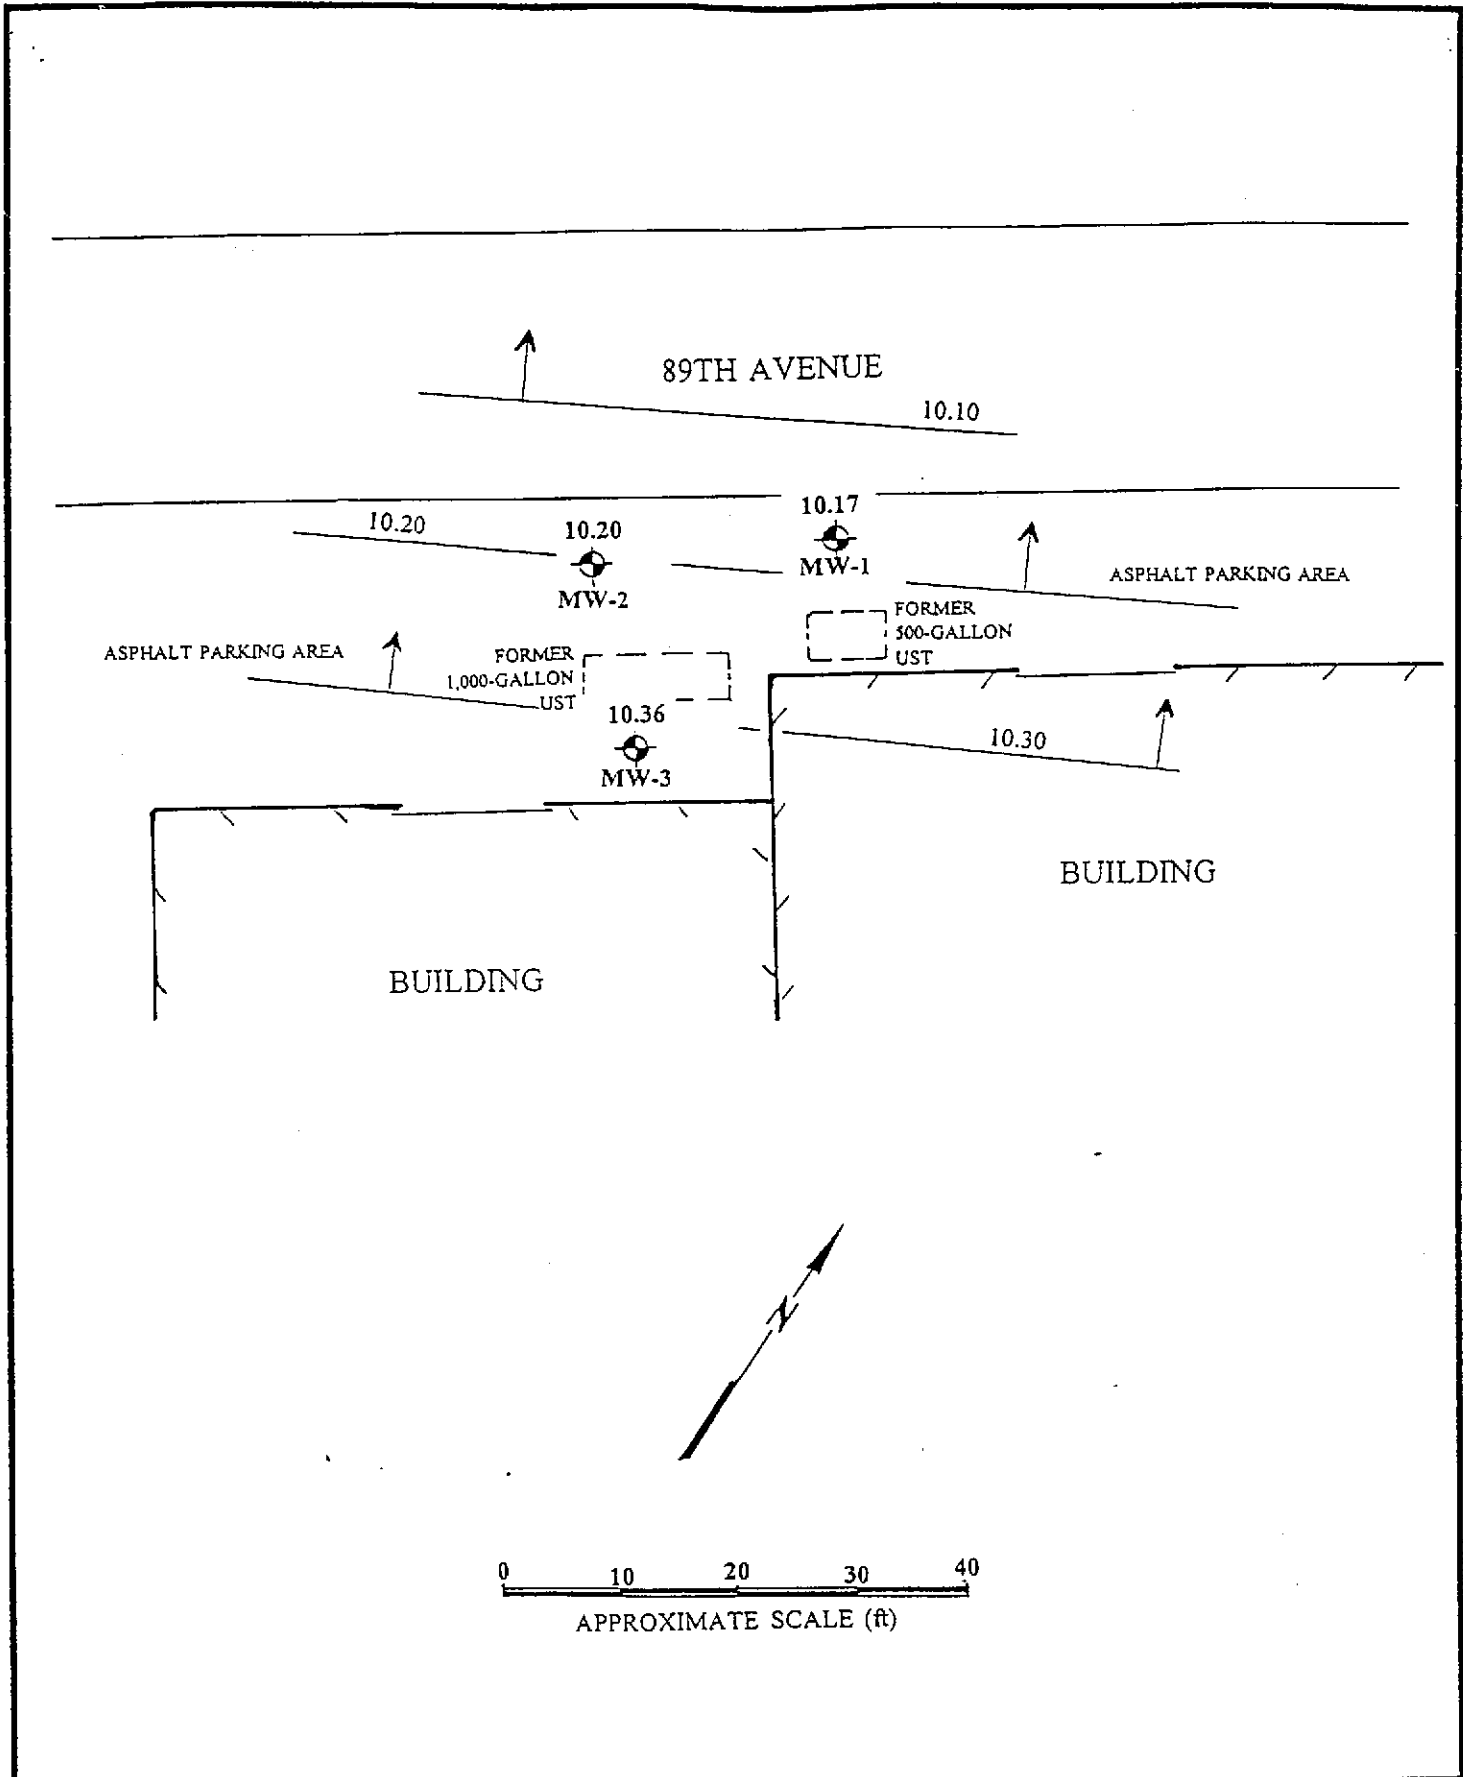 89TH AVENUE
10.10
10.17
10.20
10.20
MW-1
MW-2
ASPHALT PARKING AREA
FORMER
500-GALLON
UST
ASPHALT PARKING AREA
FORMER
1,000-GALLON
UST
10.36
MW-3
10.30
BUILDING
BUILDING
N
0 10 20 30 40
APPROXIMATE SCALE (ft)